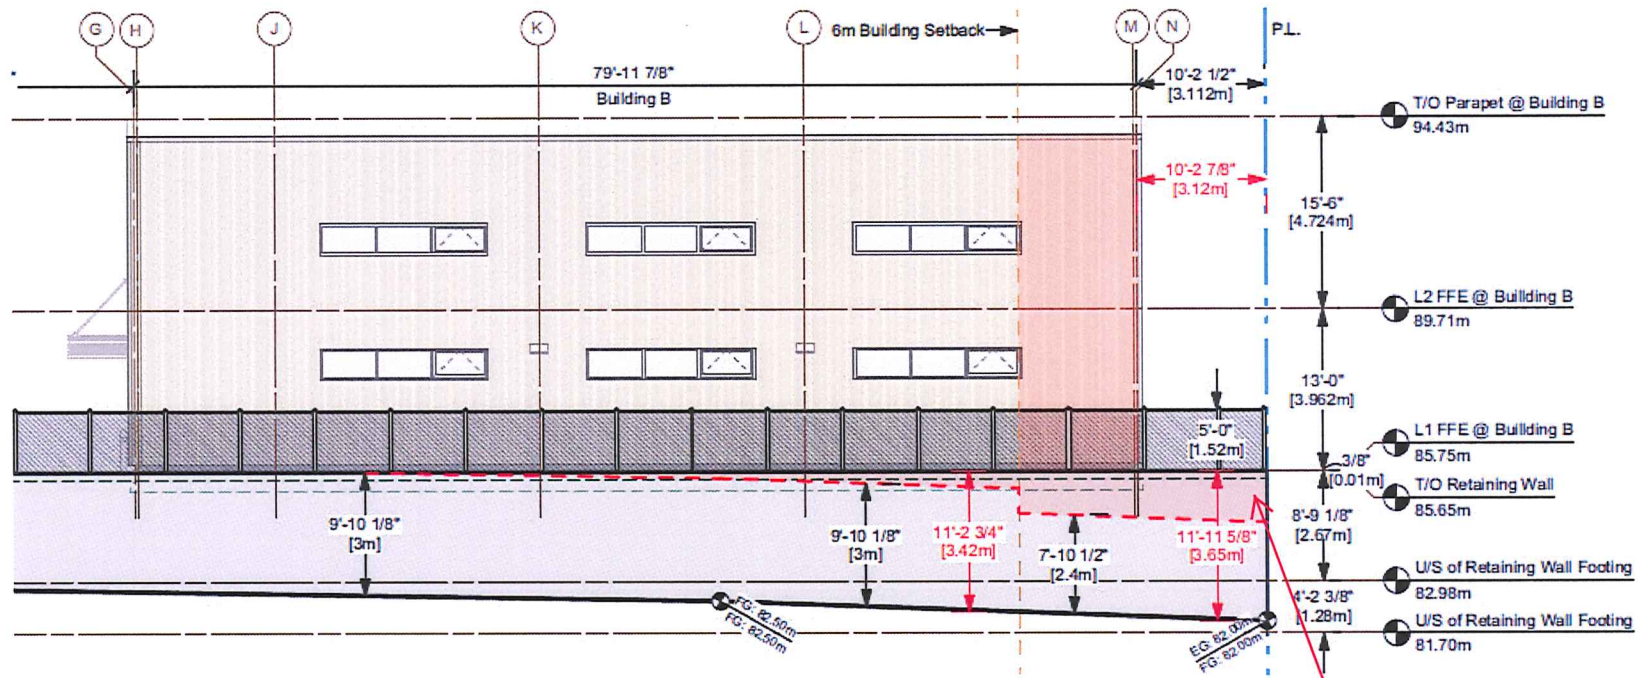 G
H
J
K
L
6m Building Setback
M
N
P.L.
79'-11 7/8"
Building B
10'-2 1/2"
[3.112m]
T/O Parapet @ Building B
94.43m
10'-2 7/8"
[3.12m]
15'-6"
[4.724m]
L2 FFE @ Buillding B
89.71m
13'-0"
[3.962m]
5'-0"
[1.52m]
L1 FFE @ Buillding B
85.75m
3/8"
[0.01m]
T/O Retaining Wall
85.65m
9'-10 1/8"
[3m]
9'-10 1/8"
[3m]
11'-2 3/4"
[3.42m]
7'-10 1/2"
[2.4m]
11'-11 5/8"
[3.65m]
8'-9 1/8"
[2.67m]
U/S of Retaining Wall Footing
82.98m
4'-2 3/8"
[1.28m]
FG: 82.50m
FG: 82.50m
EG: 82.00m
FG: 82.00m
U/S of Retaining Wall Footing
81.70m